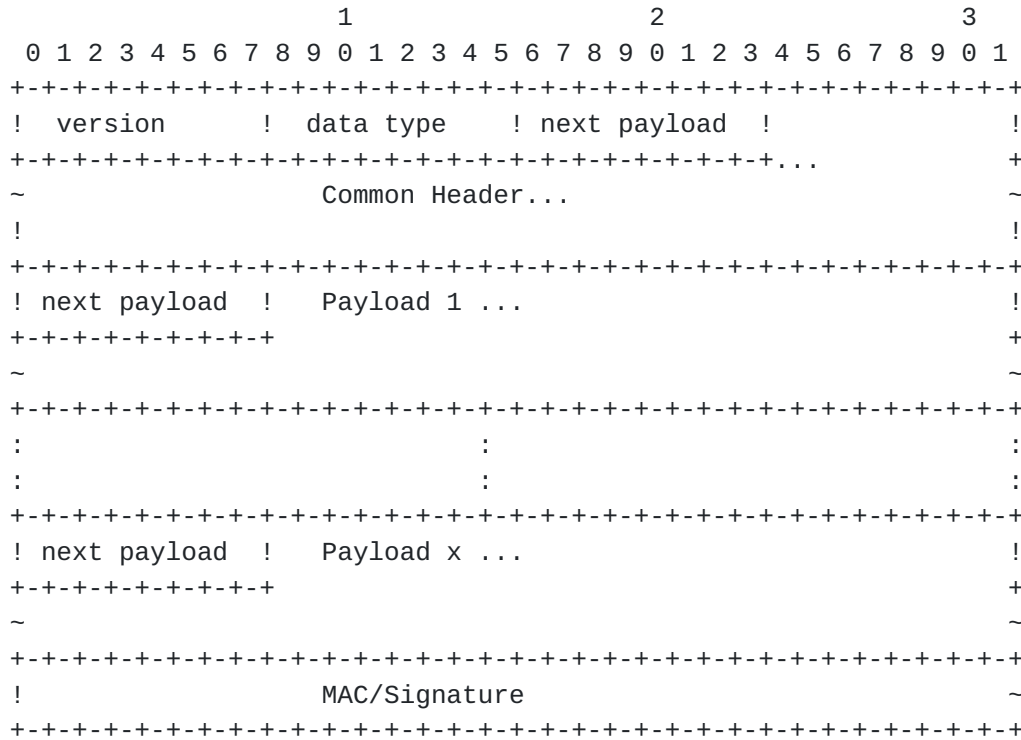 1                   2                   3
 0 1 2 3 4 5 6 7 8 9 0 1 2 3 4 5 6 7 8 9 0 1 2 3 4 5 6 7 8 9 0 1
+-+-+-+-+-+-+-+-+-+-+-+-+-+-+-+-+-+-+-+-+-+-+-+-+-+-+-+-+-+-+-+-+
!  version      !  data type    ! next payload  !               !
+-+-+-+-+-+-+-+-+-+-+-+-+-+-+-+-+-+-+-+-+-+-+-+-+...            +
~                   Common Header...                            ~
!                                                               !
+-+-+-+-+-+-+-+-+-+-+-+-+-+-+-+-+-+-+-+-+-+-+-+-+-+-+-+-+-+-+-+-+
! next payload  !   Payload 1 ...                               !
+-+-+-+-+-+-+-+-+                                               +
~                                                               ~
+-+-+-+-+-+-+-+-+-+-+-+-+-+-+-+-+-+-+-+-+-+-+-+-+-+-+-+-+-+-+-+-+
:                             :                                 :
:                             :                                 :
+-+-+-+-+-+-+-+-+-+-+-+-+-+-+-+-+-+-+-+-+-+-+-+-+-+-+-+-+-+-+-+-+
! next payload  !   Payload x ...                               !
+-+-+-+-+-+-+-+-+                                               +
~                                                               ~
+-+-+-+-+-+-+-+-+-+-+-+-+-+-+-+-+-+-+-+-+-+-+-+-+-+-+-+-+-+-+-+-+
!                   MAC/Signature                               ~
+-+-+-+-+-+-+-+-+-+-+-+-+-+-+-+-+-+-+-+-+-+-+-+-+-+-+-+-+-+-+-+-+